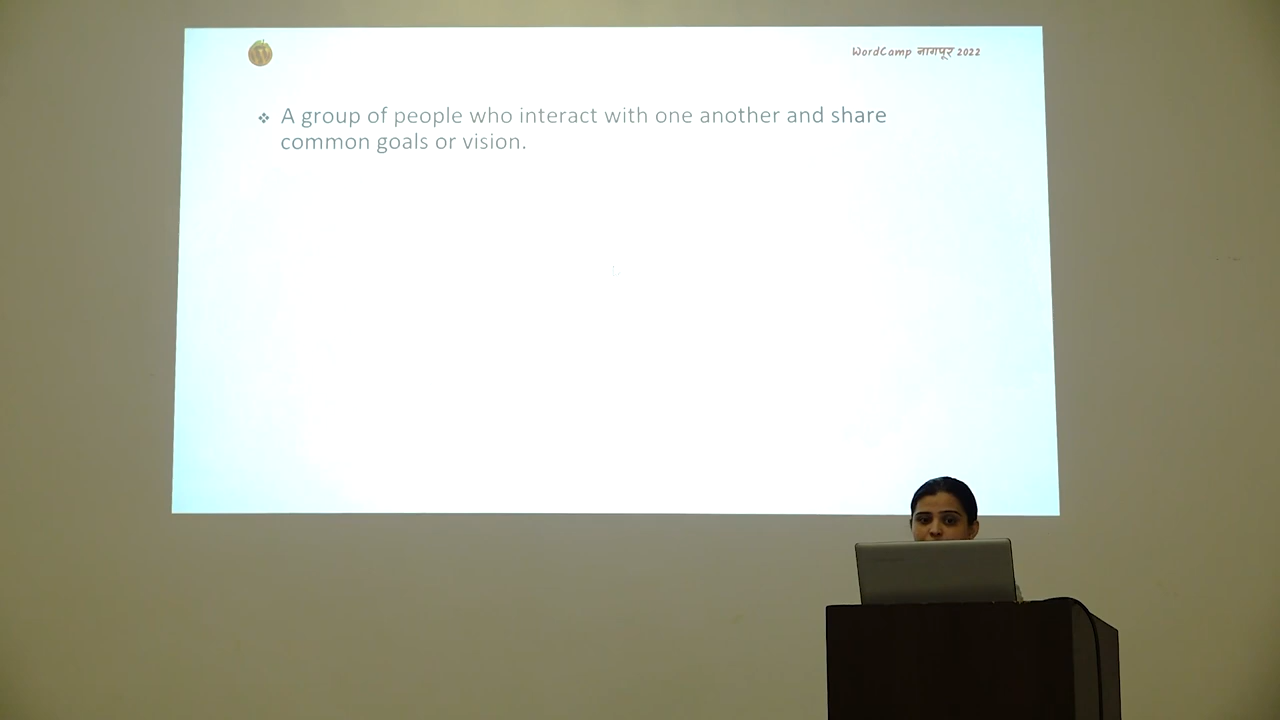 WordCamp नागपूर 2022
❖ A group of people who interact with one another and share
common goals or vision.